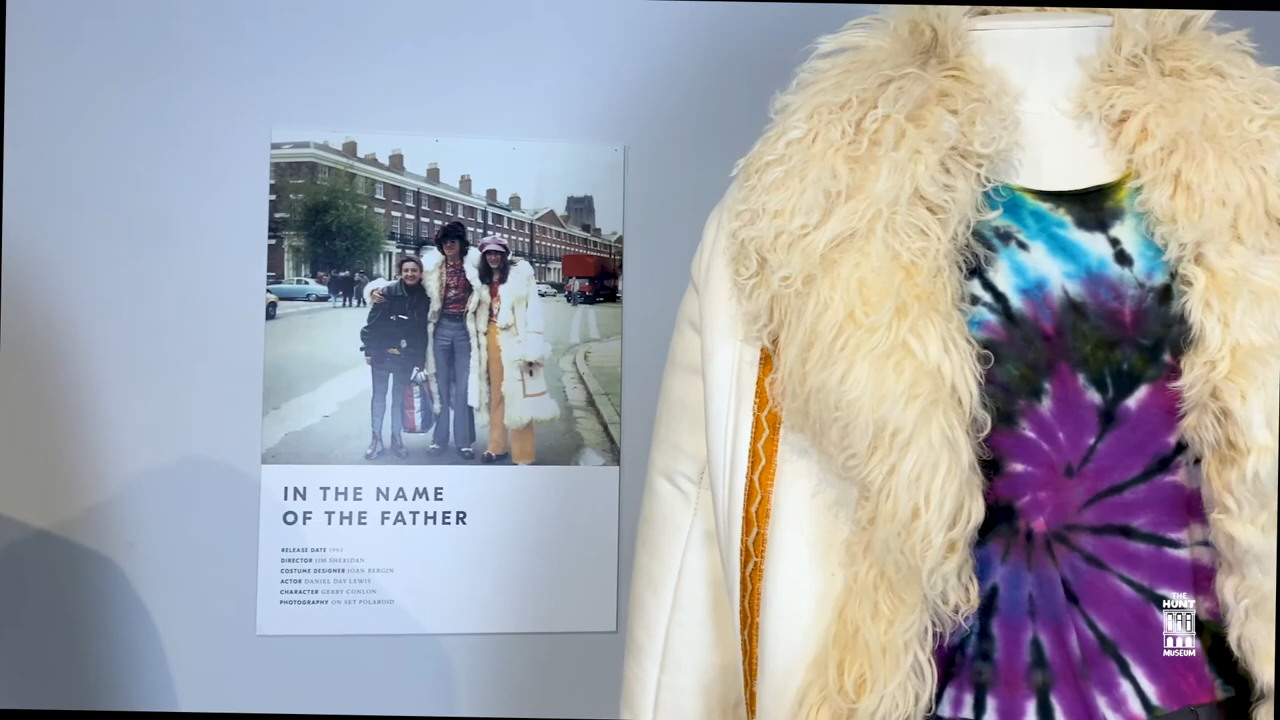 IN THE NAME
OF THE FATHER
RELEASE DATE 1993
DIRECTOR JIM SHERIDAN
COSTUME DESIGNER JOAN BERGIN
ACTOR DANIEL DAY LEWIS
CHARACTER GERRY CONLON
PHOTOGRAPHY ON SET POLAROID
THE
HUNT
MUSEUM